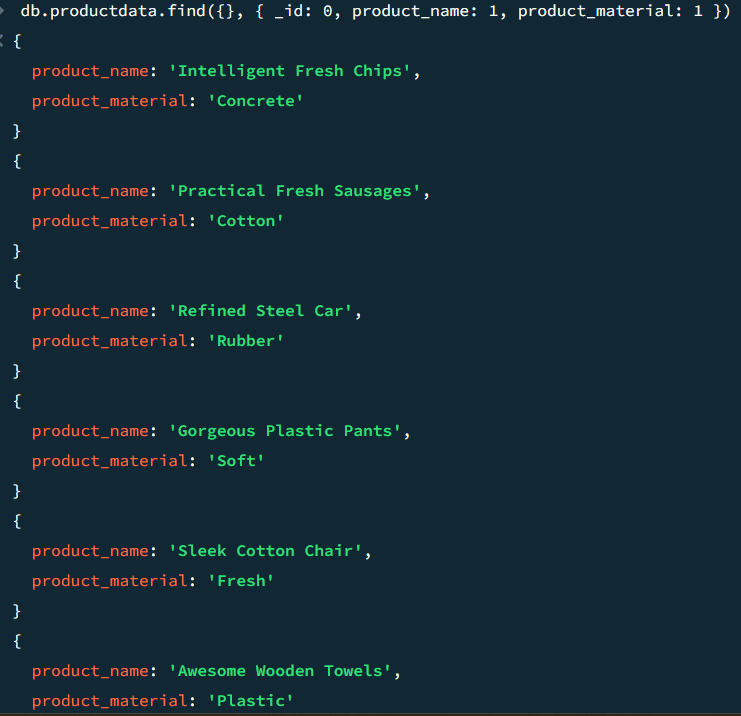 db.productdata.find({}, { _id: 0, product_name: 1, product_material: 1 })
{
product_name: 'Intelligent Fresh Chips',
product_material: 'Concrete'
}
{
product_name: 'Practical Fresh Sausages',
product_material: 'Cotton'
}
{
product_name: 'Refined Steel Car',
product_material: 'Rubber'
}
{
product_name: 'Gorgeous Plastic Pants',
product_material: 'Soft'
}
{
product_name: 'Sleek Cotton Chair',
product_material: 'Fresh'
}
{
product_name: 'Awesome Wooden Towels',
product_material: 'Plastic'